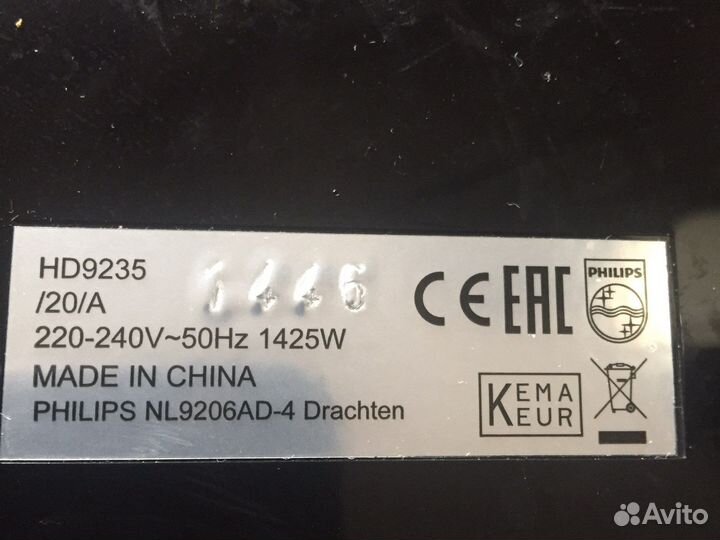 HD9235 1446
/20/A
220-240V~50Hz 1425W
MADE IN CHINA
PHILIPS NL9206AD-4 Drachten
CE EAC
PHILIPS
KEMA
KEUR
Avito